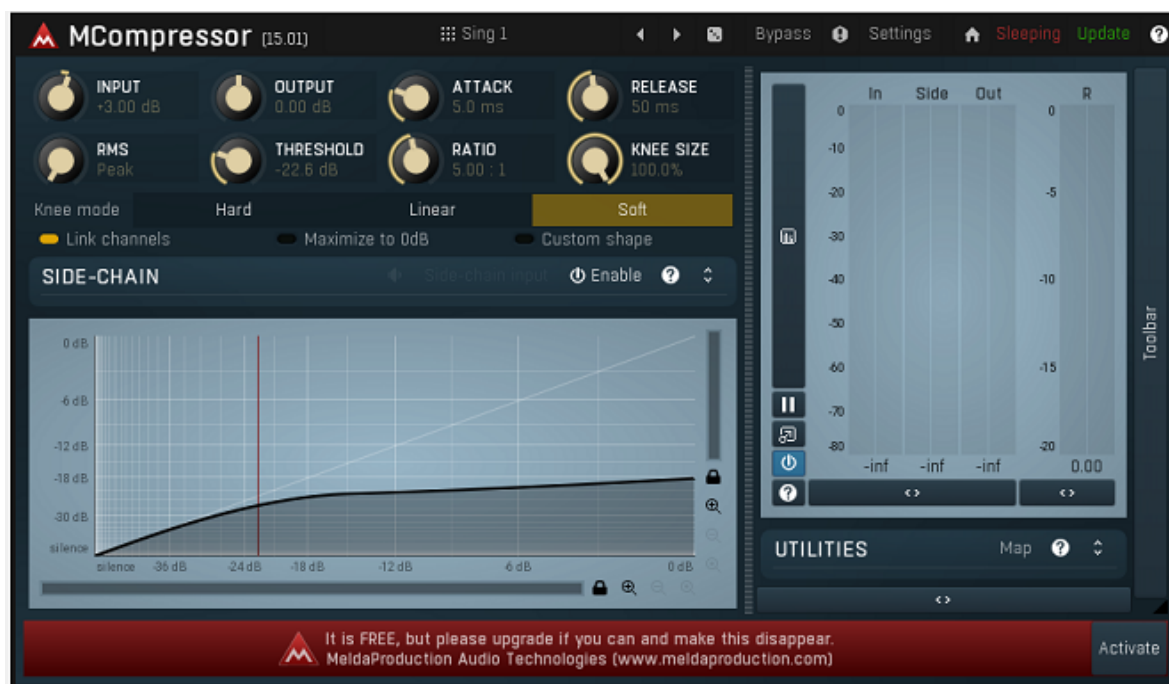 MCompressor (15.01)
Sing 1
Bypass
Settings
Sleeping
Update
?
INPUT
+3.00 dB
OUTPUT
0.00 dB
ATTACK
5.0 ms
RELEASE
50 ms
RMS
Peak
THRESHOLD
-22.6 dB
RATIO
5.00 : 1
KNEE SIZE
100.0%
Knee mode
Hard
Linear
Soft
Link channels
Maximize to 0dB
Custom shape
SIDE-CHAIN
Side-chain input
Enable
?
0 dB
-6 dB
-12 dB
-18 dB
-30 dB
silence
silence -36 dB -24 dB -18 dB -12 dB -6 dB 0 dB
In Side Out R
0 0
-10
-20 -5
-30
-40 -10
-50
-60 -15
-70
-80 -20
-inf -inf -inf 0.00
?
Toolbar
UTILITIES
Map
?
It is FREE, but please upgrade if you can and make this disappear.
MeldaProduction Audio Technologies (www.meldaproduction.com)
Activate